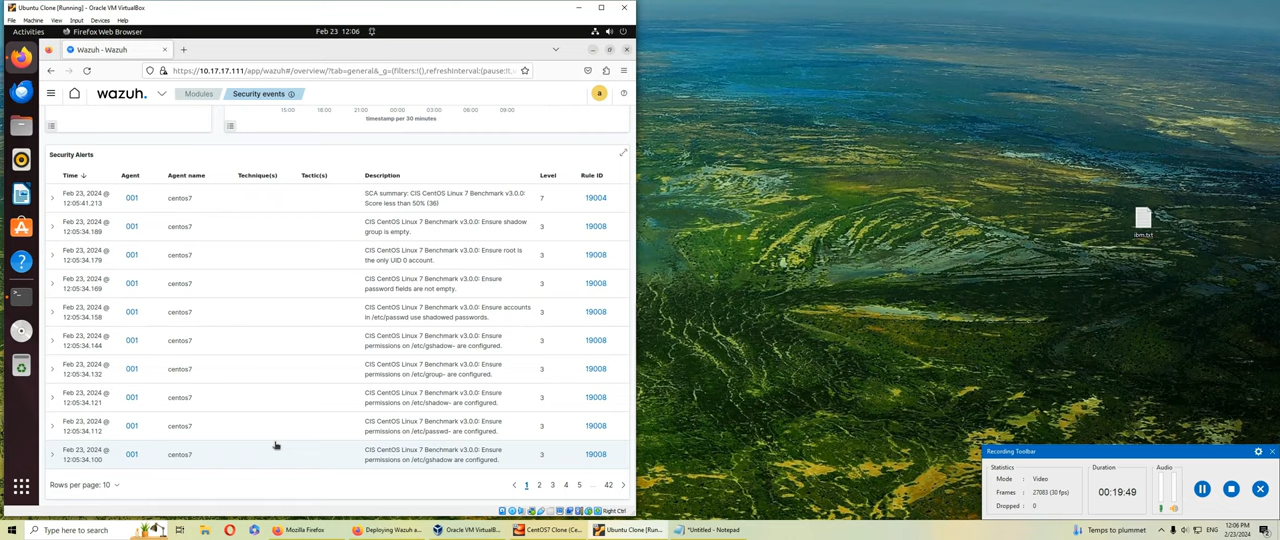 Ubuntu Clone [Running] - Oracle VM VirtualBox
File Machine View Input Devices Help
Activities Firefox Web Browser Feb 23 12:06
Wazuh - Wazuh
https://10.17.17.111/app/wazuh#/overview/?tab=general&_g=(filters:!(),refreshInterval:(pause:!t,
wazuh. Modules Security events a
15:00 18:00 21:00 00:00 03:00 06:00 09:00
timestamp per 30 minutes
Security Alerts
Time Agent Agent name Technique(s) Tactic(s) Description Level Rule ID
Feb 23, 2024 @ 12:05:41.213 001 centos7 SCA summary: CIS CentOS Linux 7 Benchmark v3.0.0: Score less than 50% (36) 7 19004
Feb 23, 2024 @ 12:05:34.189 001 centos7 CIS CentOS Linux 7 Benchmark v3.0.0: Ensure shadow group is empty. 3 19008
Feb 23, 2024 @ 12:05:34.179 001 centos7 CIS CentOS Linux 7 Benchmark v3.0.0: Ensure root is the only UID 0 account. 3 19008
Feb 23, 2024 @ 12:05:34.169 001 centos7 CIS CentOS Linux 7 Benchmark v3.0.0: Ensure password fields are not empty. 3 19008
Feb 23, 2024 @ 12:05:34.158 001 centos7 CIS CentOS Linux 7 Benchmark v3.0.0: Ensure accounts in /etc/passwd use shadowed passwords. 3 19008
Feb 23, 2024 @ 12:05:34.144 001 centos7 CIS CentOS Linux 7 Benchmark v3.0.0: Ensure permissions on /etc/gshadow- are configured. 3 19008
Feb 23, 2024 @ 12:05:34.132 001 centos7 CIS CentOS Linux 7 Benchmark v3.0.0: Ensure permissions on /etc/group- are configured. 3 19008
Feb 23, 2024 @ 12:05:34.121 001 centos7 CIS CentOS Linux 7 Benchmark v3.0.0: Ensure permissions on /etc/shadow- are configured. 3 19008
Feb 23, 2024 @ 12:05:34.112 001 centos7 CIS CentOS Linux 7 Benchmark v3.0.0: Ensure permissions on /etc/passwd- are configured. 3 19008
Feb 23, 2024 @ 12:05:34.100 001 centos7 CIS CentOS Linux 7 Benchmark v3.0.0: Ensure permissions on /etc/gshadow are configured. 3 19008
Rows per page: 10 1 2 3 4 5 ... 42
Right Ctrl
ibm.txt
Recording Toolbar
Statistics Duration Audio
Mode : Video
Frames : 27083 (30 fps)
Dropped : 0
00:19:49
Type here to search Mozilla Firefox Deploying Wazuh a... Oracle VM VirtualB... CentOS7 Clone (Ce... Ubuntu Clone [Run... *Untitled - Notepad Temps to plummet ENG 12:06 PM
2/23/2024